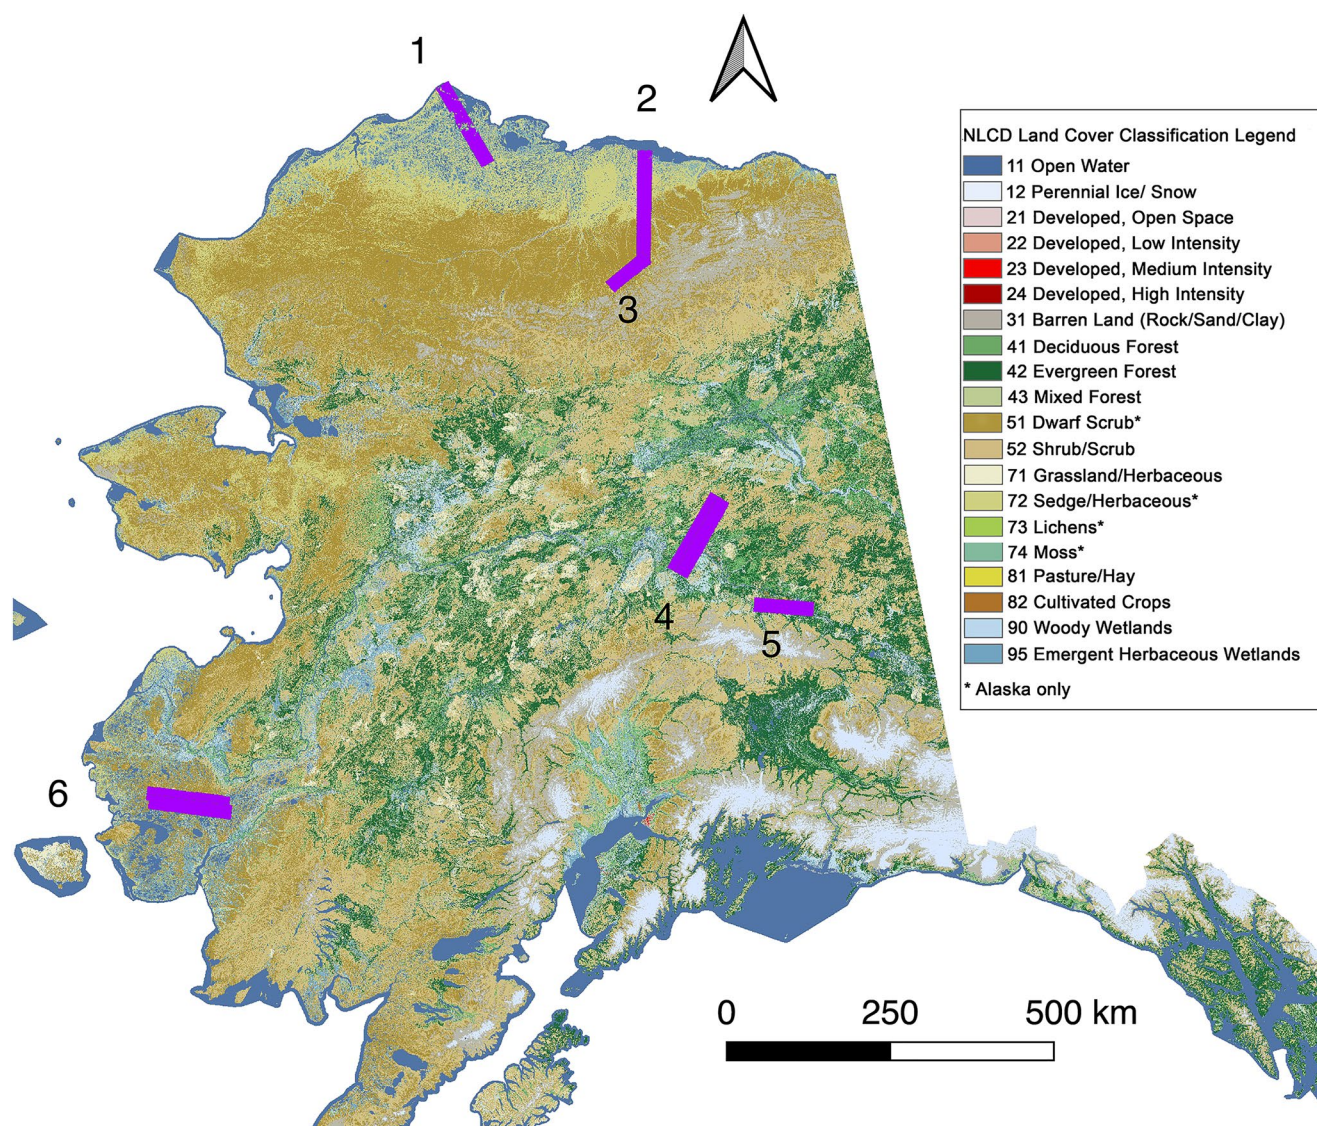 1
2
3
4
5
6
NLCD Land Cover Classification Legend
11 Open Water
12 Perennial Ice/ Snow
21 Developed, Open Space
22 Developed, Low Intensity
23 Developed, Medium Intensity
24 Developed, High Intensity
31 Barren Land (Rock/Sand/Clay)
41 Deciduous Forest
42 Evergreen Forest
43 Mixed Forest
51 Dwarf Scrub*
52 Shrub/Scrub
71 Grassland/Herbaceous
72 Sedge/Herbaceous*
73 Lichens*
74 Moss*
81 Pasture/Hay
82 Cultivated Crops
90 Woody Wetlands
95 Emergent Herbaceous Wetlands
* Alaska only
0 250 500 km